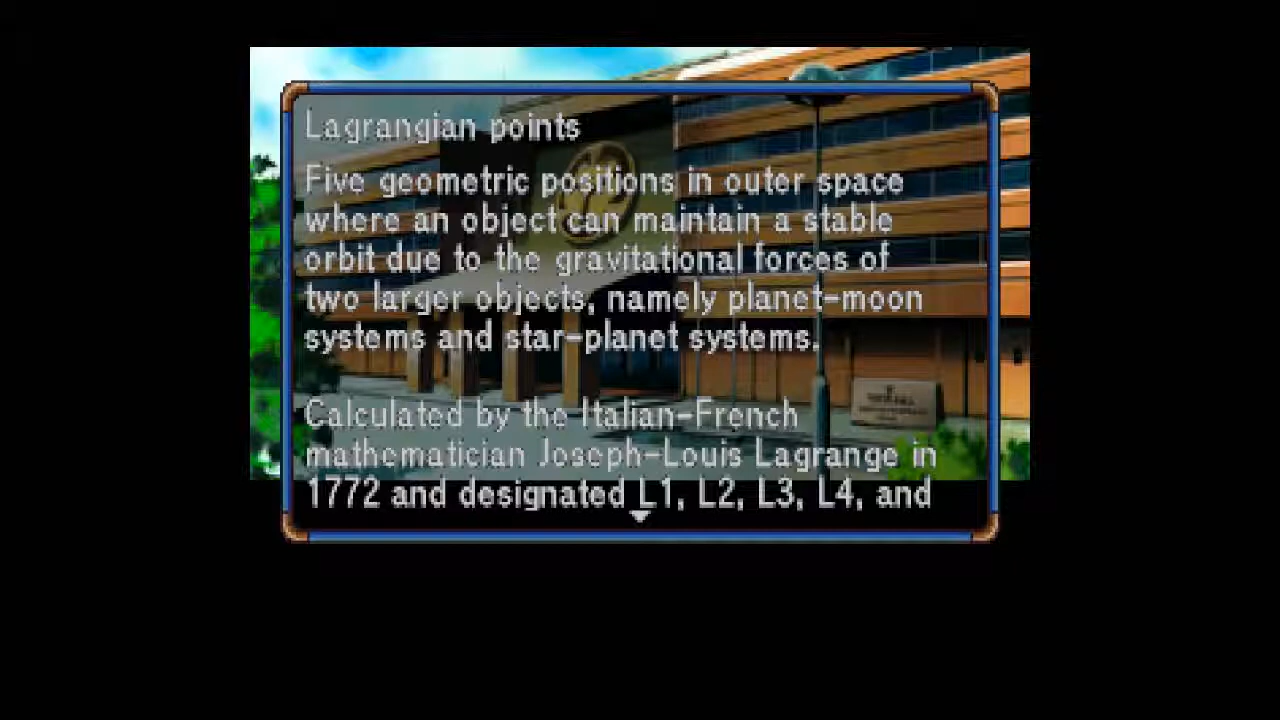 Lagrangian points
Five geometric positions in outer space
where an object can maintain a stable
orbit due to the gravitational forces of
two larger objects, namely planet-moon
systems and star-planet systems.
Calculated by the Italian-French
mathematician Joseph-Louis Lagrange in
1772 and designated L1, L2, L3, L4, and